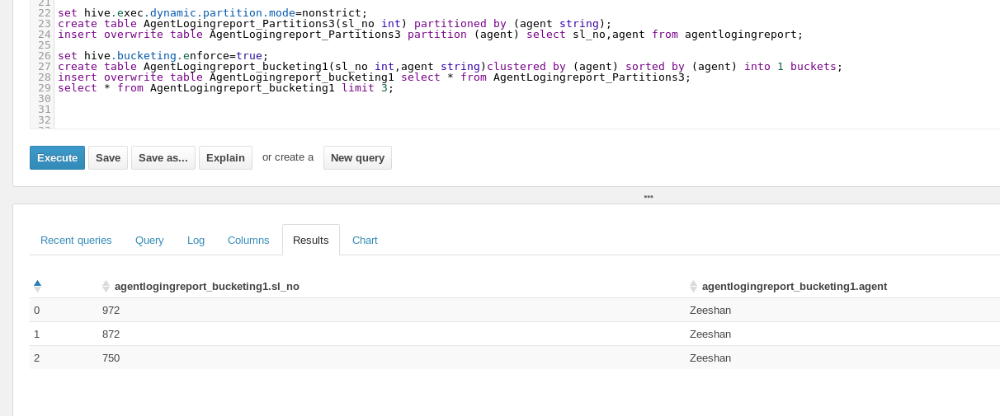 21
22 set hive.exec.dynamic.partition.mode=nonstrict;
23 create table AgentLogingreport_Partitions3(sl_no int) partitioned by (agent string);
24 insert overwrite table AgentLogingreport_Partitions3 partition (agent) select sl_no,agent from agentlogingreport;
25
26 set hive.bucketing.enforce=true;
27 create table AgentLogingreport_bucketing1(sl_no int,agent string)clustered by (agent) sorted by (agent) into 1 buckets;
28 insert overwrite table AgentLogingreport_bucketing1 select * from AgentLogingreport_Partitions3;
29 select * from AgentLogingreport_bucketing1 limit 3;
30
31
32
33
Execute Save Save as... Explain or create a New query
Recent queries Query Log Columns Results Chart
agentlogingreport_bucketing1.sl_no agentlogingreport_bucketing1.agent
0 972 Zeeshan
1 872 Zeeshan
2 750 Zeeshan